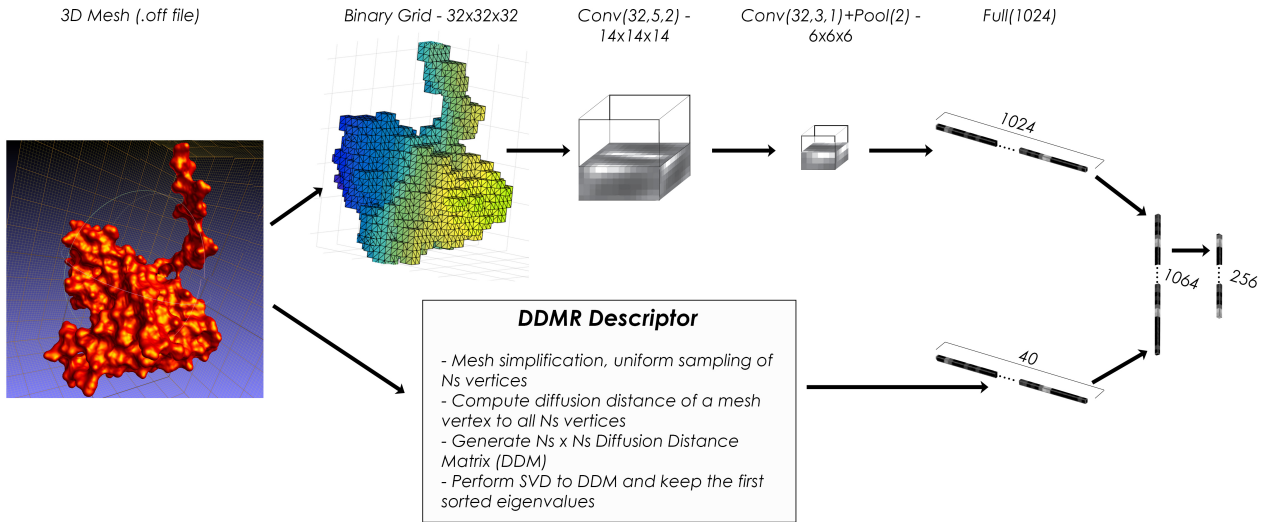 3D Mesh (.off file)
Binary Grid - 32x32x32
Conv(32,5,2) -
14x14x14
Conv(32,3,1)+Pool(2) -
6x6x6
Full(1024)
1024
1064
256
DDMR Descriptor
- Mesh simplification, uniform sampling of
Ns vertices
- Compute diffusion distance of a mesh
vertex to all Ns vertices
- Generate Ns x Ns Diffusion Distance
Matrix (DDM)
- Perform SVD to DDM and keep the first
sorted eigenvalues
40